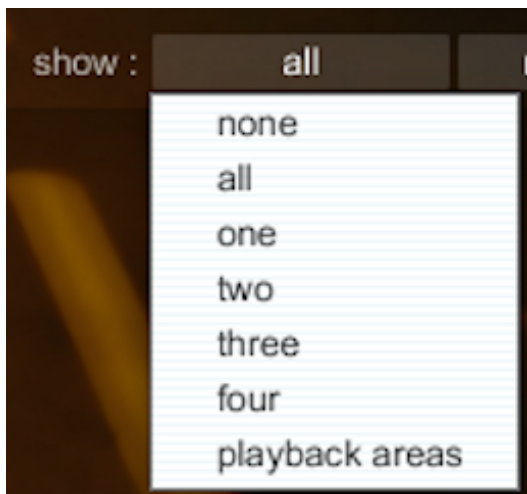 show : all
none
all
one
two
three
four
playback areas